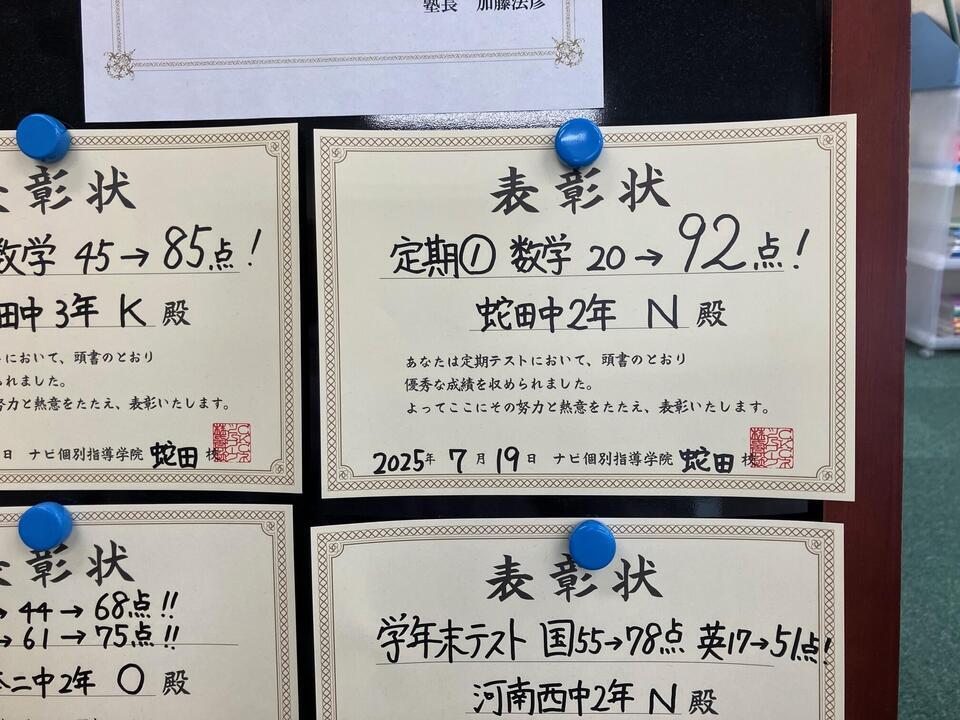 塾長 加藤法彦
表彰状
数学 45→85点!
田中3年 K 殿
において、頭書のとおり
られました。
努力と熱意をたたえ、表彰いたします。
日 ナビ個別指導学院 蛇田 校
表彰状
定期① 数学 20→92点!
蛇田中2年 N 殿
あなたは定期テストにおいて、頭書のとおり
優秀な成績を収められました。
よってここにその努力と熱意をたたえ、表彰いたします。
2025年 7月 19日 ナビ個別指導学院 蛇田 校
彰状
→ 44 → 68点!!
→ 61 → 75点!!
二中2年 O 殿
表彰状
学年末テスト 国55→78点 英17→51点!
河南西中2年 N 殿